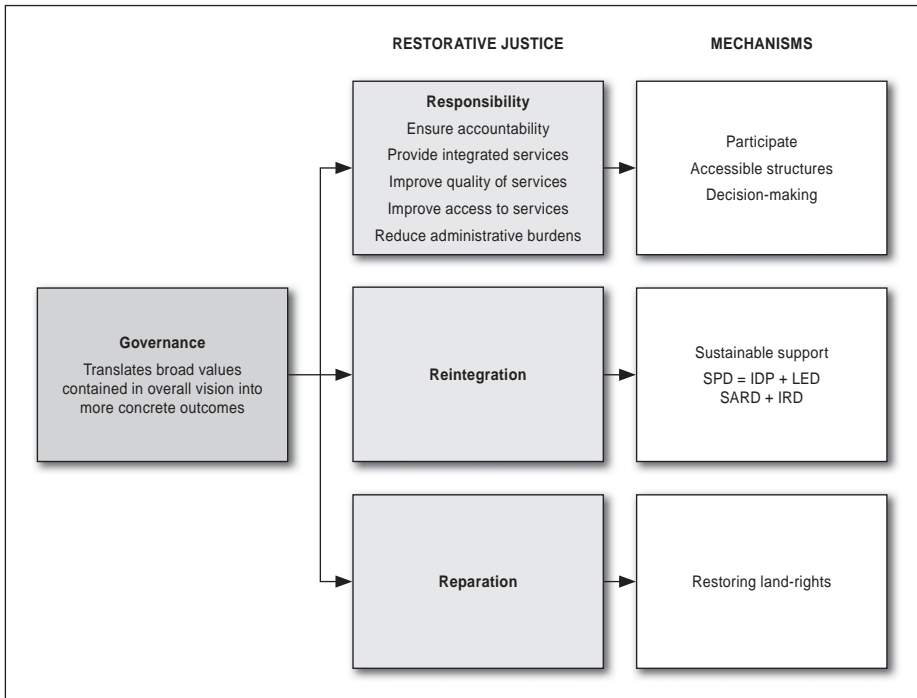 RESTORATIVE JUSTICE
MECHANISMS
Responsibility
Ensure accountability
Provide integrated services
Improve quality of services
Improve access to services
Reduce administrative burdens
Participate
Accessible structures
Decision-making
Governance
Translates broad values
contained in overall vision into
more concrete outcomes
Reintegration
Sustainable support
SPD = IDP + LED
SARD + IRD
Reparation
Restoring land-rights